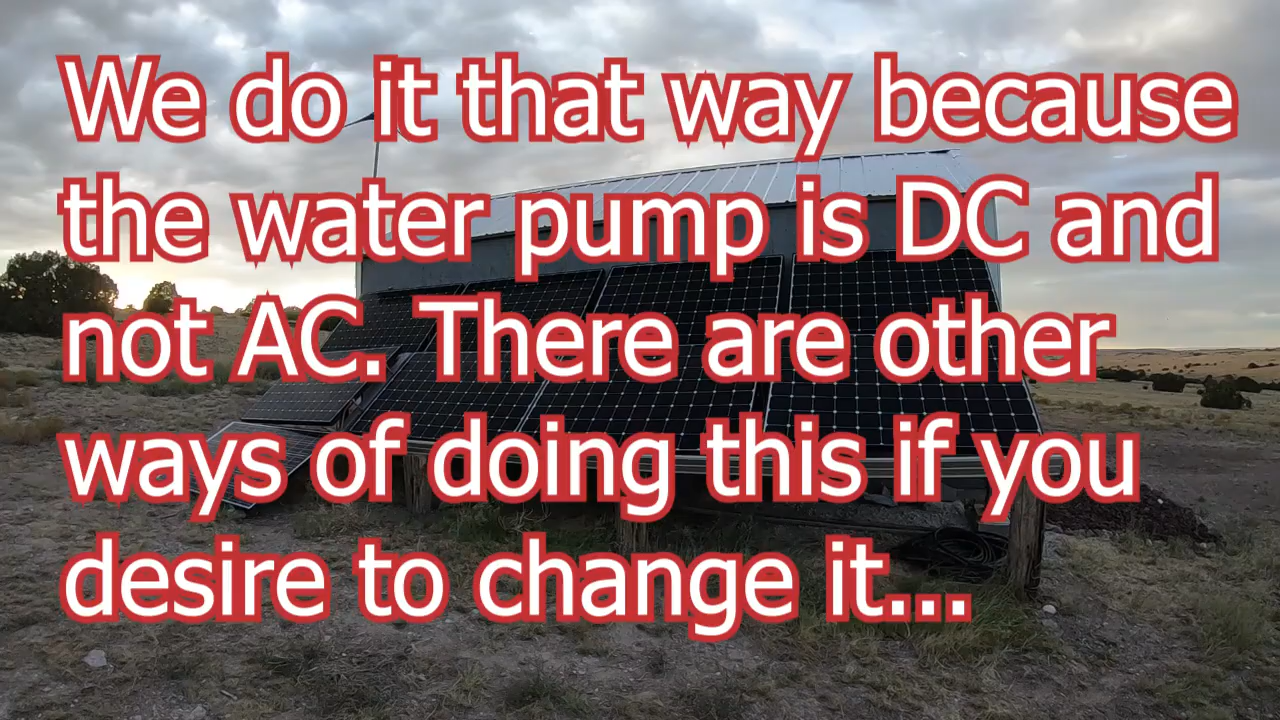 We do it that way because
the water pump is DC and
not AC. There are other
ways of doing this if you
desire to change it...